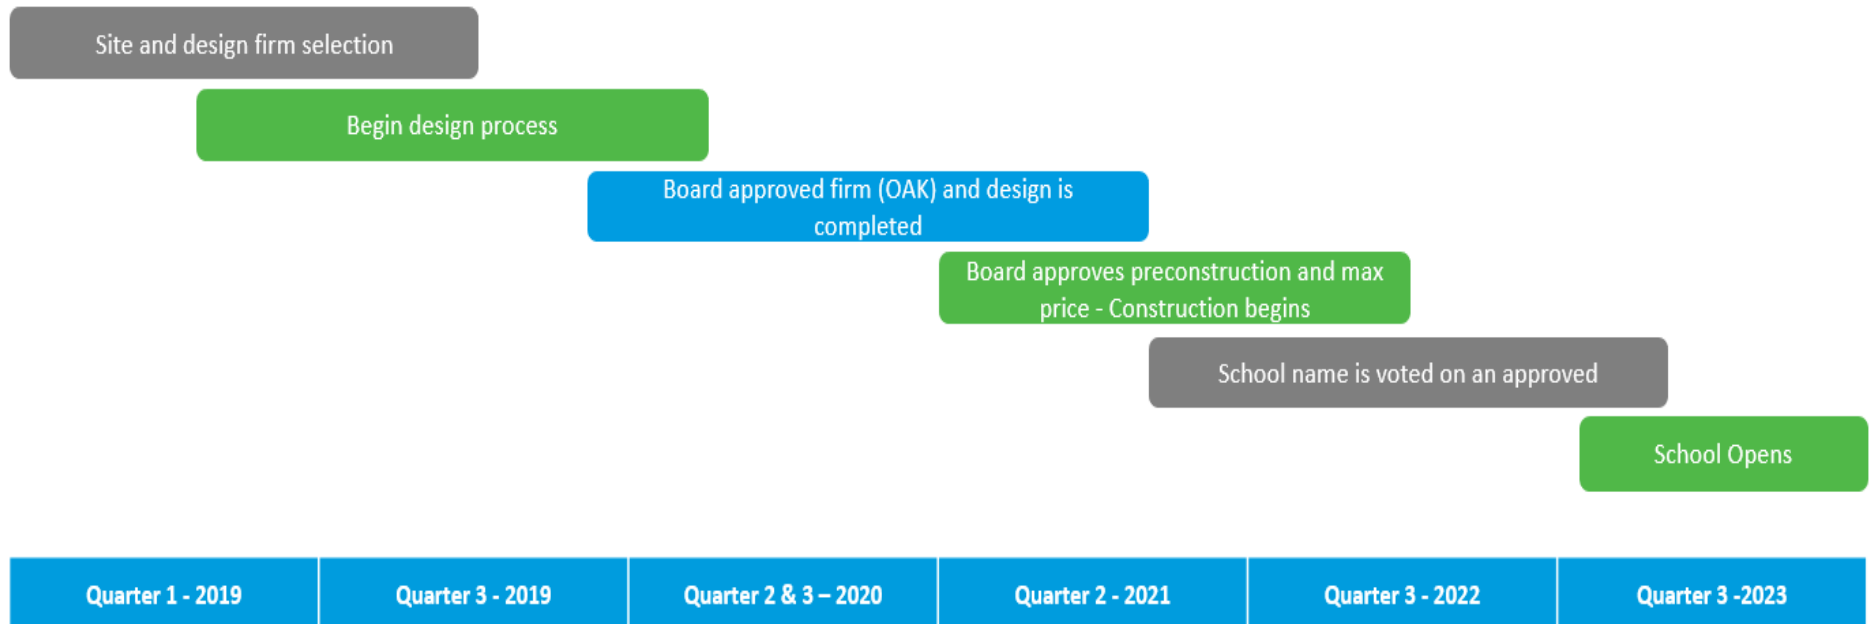 Site and design firm selection
Begin design process
Board approved firm (OAK) and design is
completed
Board approves preconstruction and max
price - Construction begins
School name is voted on an approved
School Opens
Quarter 1 - 2019
Quarter 3 - 2019
Quarter 2 & 3 – 2020
Quarter 2 - 2021
Quarter 3 - 2022
Quarter 3 -2023